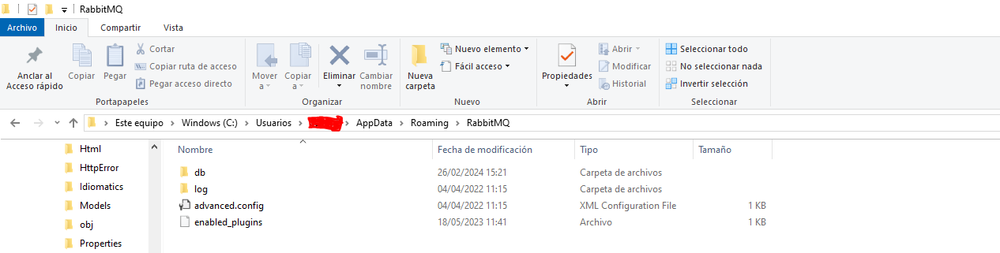 RabbitMQ
Archivo Inicio Compartir Vista
Anclar al Acceso rápido
Copiar
Pegar
Cortar
Copiar ruta de acceso
Pegar acceso directo
Portapapeles
Mover a
Copiar a
Eliminar
Cambiar nombre
Organizar
Nueva carpeta
Nuevo elemento
Fácil acceso
Nuevo
Propiedades
Abrir
Modificar
Historial
Abrir
Seleccionar todo
No seleccionar nada
Invertir selección
Seleccionar
Este equipo > Windows (C:) > Usuarios > > AppData > Roaming > RabbitMQ
Html
HttpError
Idiomatics
Models
obj
Properties
Nombre Fecha de modificación Tipo Tamaño
db 26/02/2024 15:21 Carpeta de archivos
log 04/04/2022 11:15 Carpeta de archivos
advanced.config 04/04/2022 11:15 XML Configuration File 1 KB
enabled_plugins 18/05/2023 11:41 Archivo 1 KB